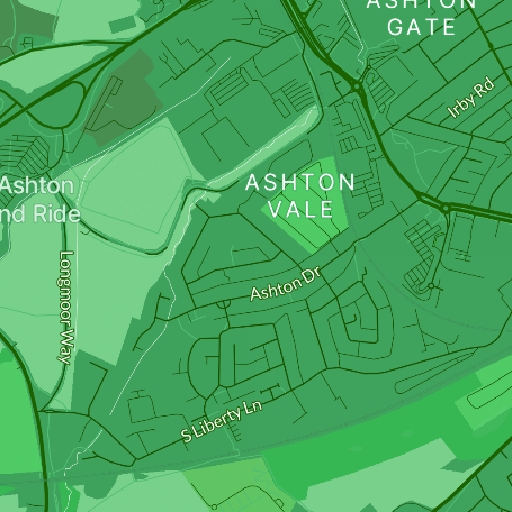 ASHTON
GATE
Irby Rd
Ashton
nd Ride
ASHTON
VALE
Longmoor Way
Ashton Dr
S Liberty Ln